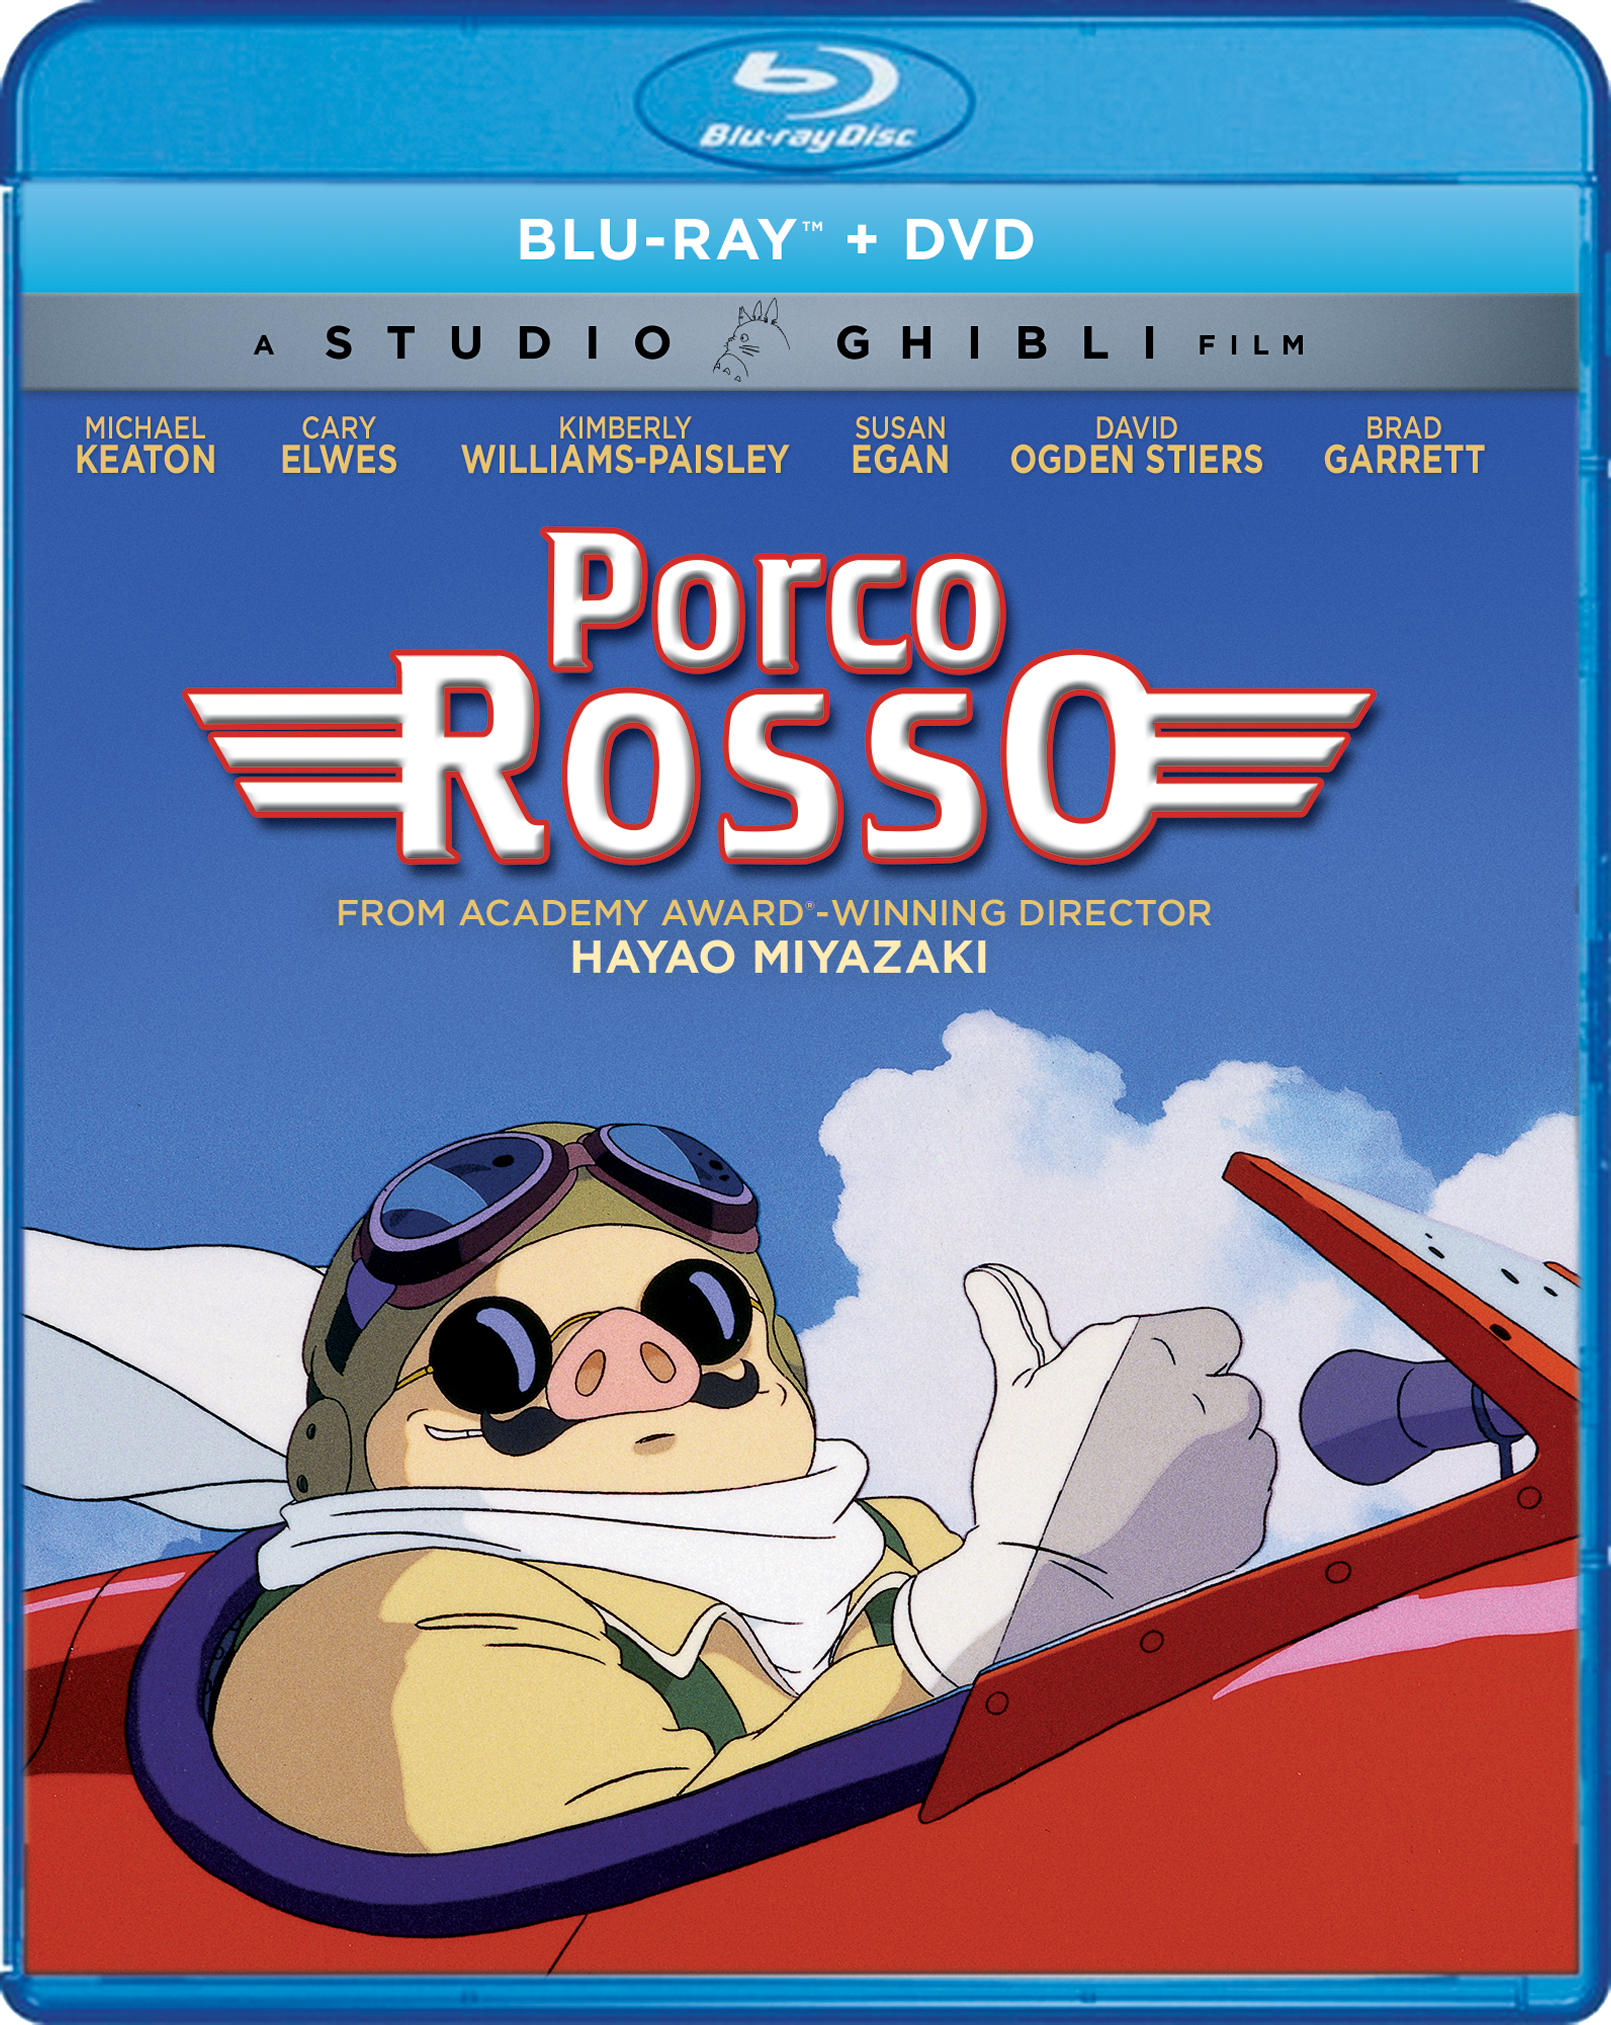 Blu-ray Disc
BLU-RAY™ + DVD
A STUDIO GHIBLI FILM
MICHAEL KEATON
CARY ELWES
KIMBERLY WILLIAMS-PAISLEY
SUSAN EGAN
DAVID OGDEN STIERS
BRAD GARRETT
PORCO
ROSSO
FROM ACADEMY AWARD®-WINNING DIRECTOR
HAYAO MIYAZAKI